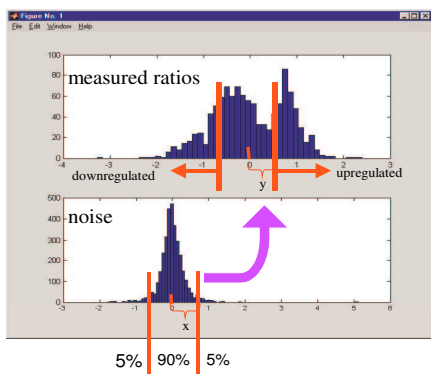 Figure No. 1
File Edit Window Help
100
80
60
40
20
0
measured ratios
-4 -3 -2 -1 0 1 2 3
downregulated
y
upregulated
500
400
300
200
100
0
noise
-3 -2 -1 0 1 2 3 4 5 6
x
5% 90% 5%